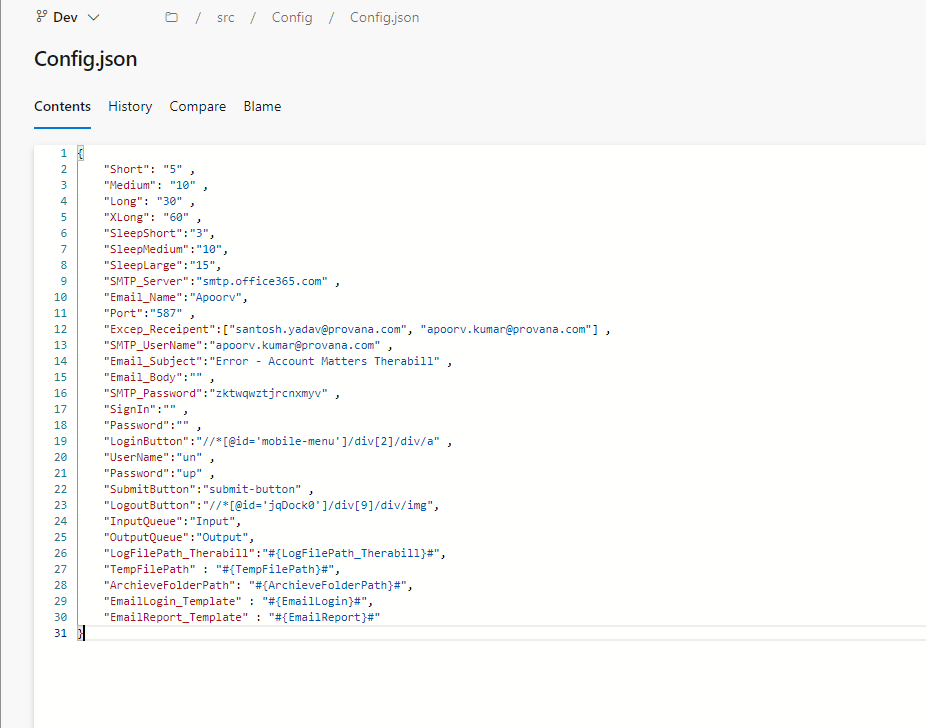 Dev
/ src / Config / Config.json
Config.json
Contents History Compare Blame
1 {
2 "Short": "5" ,
3 "Medium": "10" ,
4 "Long": "30" ,
5 "XLong": "60" ,
6 "SleepShort":"3",
7 "SleepMedium":"10",
8 "SleepLarge":"15",
9 "SMTP_Server":"smtp.office365.com" ,
10 "Email_Name":"Apoorv",
11 "Port":"587" ,
12 "Excep_Receipent":["santosh.yadav@provana.com", "apoorv.kumar@provana.com"] ,
13 "SMTP_UserName":"apoorv.kumar@provana.com" ,
14 "Email_Subject":"Error - Account Matters Therabill" ,
15 "Email_Body":"" ,
16 "SMTP_Password":"zktwqwztjrcnxmyv" ,
17 "SignIn":"" ,
18 "Password":"" ,
19 "LoginButton":"//*[@id='mobile-menu']/div[2]/div/a" ,
20 "UserName":"un" ,
21 "Password":"up" ,
22 "SubmitButton":"submit-button" ,
23 "LogoutButton":"//*[@id='jqDock0']/div[9]/div/img",
24 "InputQueue":"Input",
25 "OutputQueue":"Output",
26 "LogFilePath_Therabill":"#{LogFilePath_Therabill}#",
27 "TempFilePath" : "#{TempFilePath}#",
28 "ArchieveFolderPath": "#{ArchieveFolderPath}#",
29 "EmailLogin_Template" : "#{EmailLogin}#",
30 "EmailReport_Template" : "#{EmailReport}#"
31 }